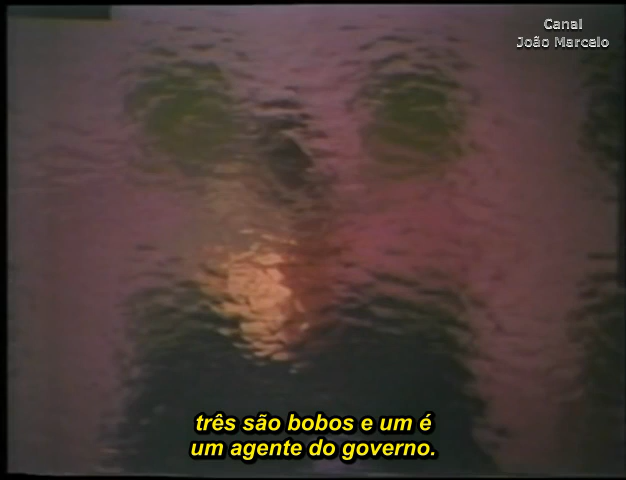 Canal
João Marcelo
três são bobos e um é
um agente do governo.